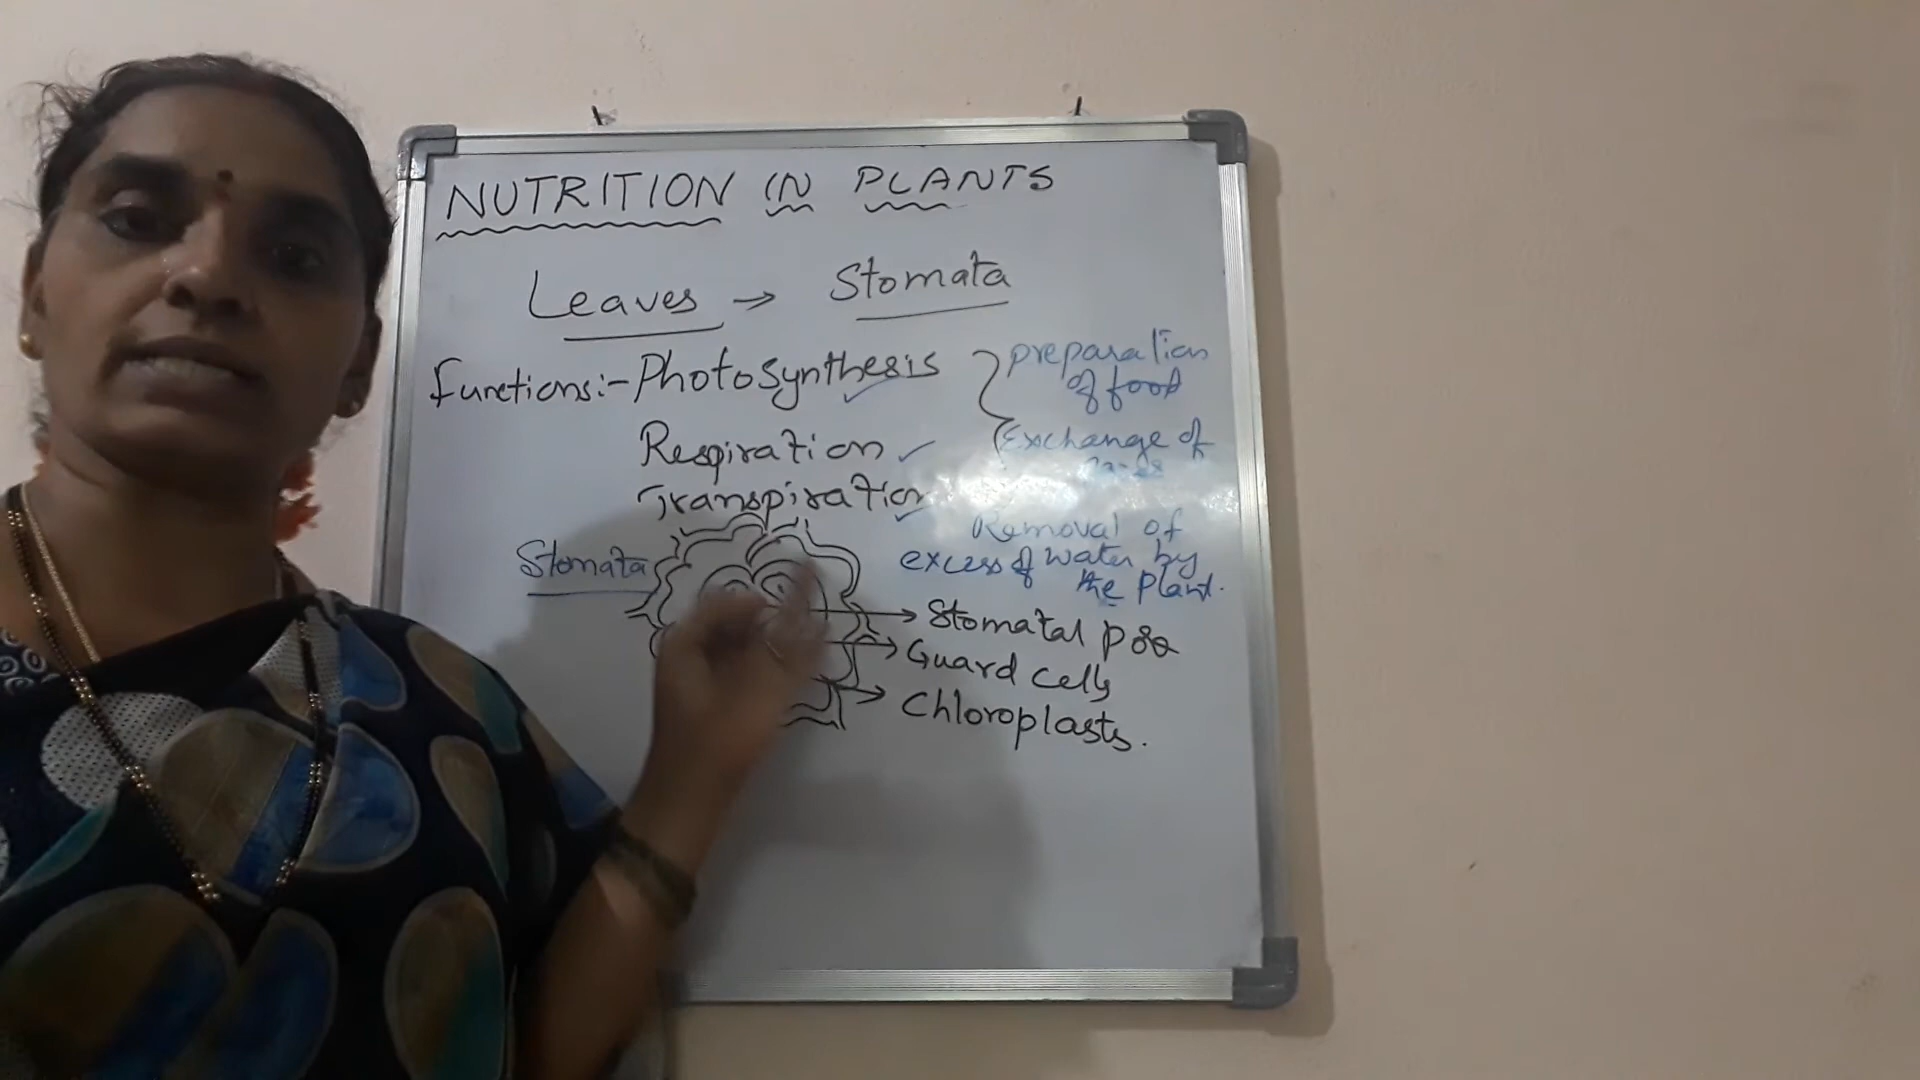 NUTRITION IN PLANTS
Leaves → Stomata
Functions:- Photosynthesis
preparation
of food
Respiration
Exchange of
Transpiration
Removal of
excess of water by
the plant.
Stomata
Stomatal pore
Guard cells
Chloroplasts.